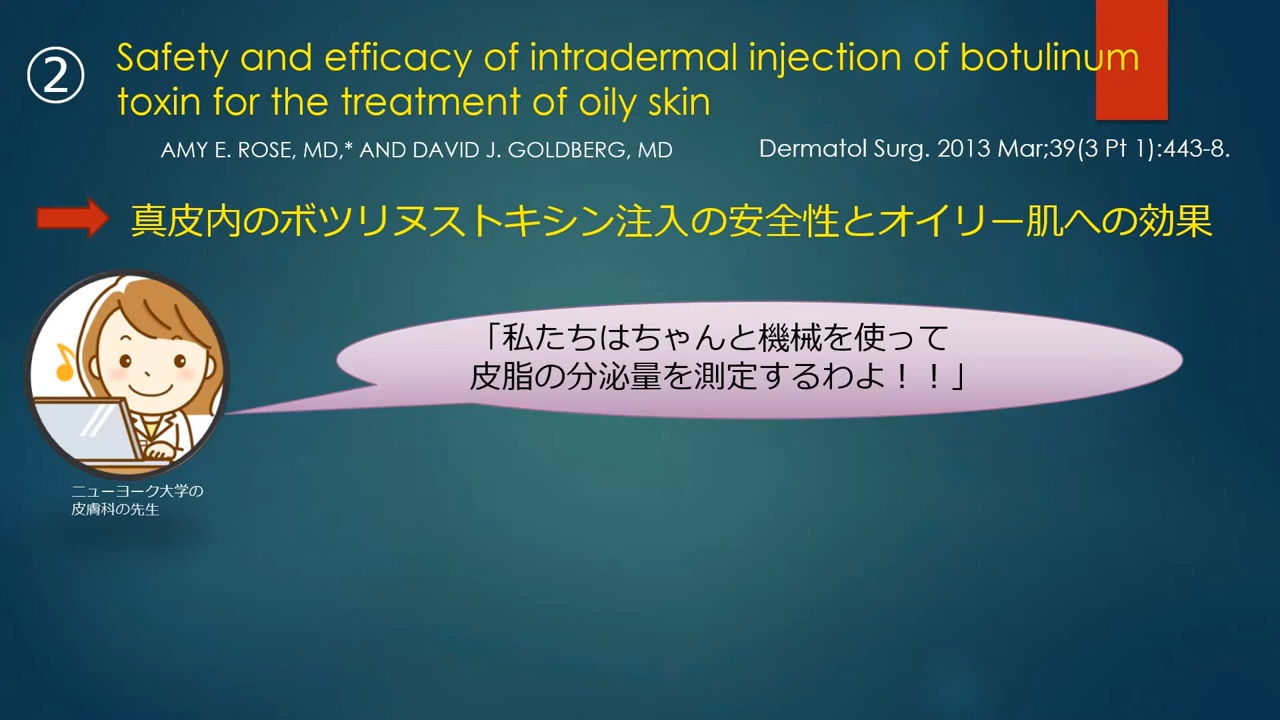 ②
Safety and efficacy of intradermal injection of botulinum
toxin for the treatment of oily skin
AMY E. ROSE, MD,* AND DAVID J. GOLDBERG, MD
Dermatol Surg. 2013 Mar;39(3 Pt 1):443-8.
真皮内のボツリヌストキシン注入の安全性とオイリー肌への効果
「私たちはちゃんと機械を使って
皮脂の分泌量を測定するわよ！！」
ニューヨーク大学の
皮膚科の先生